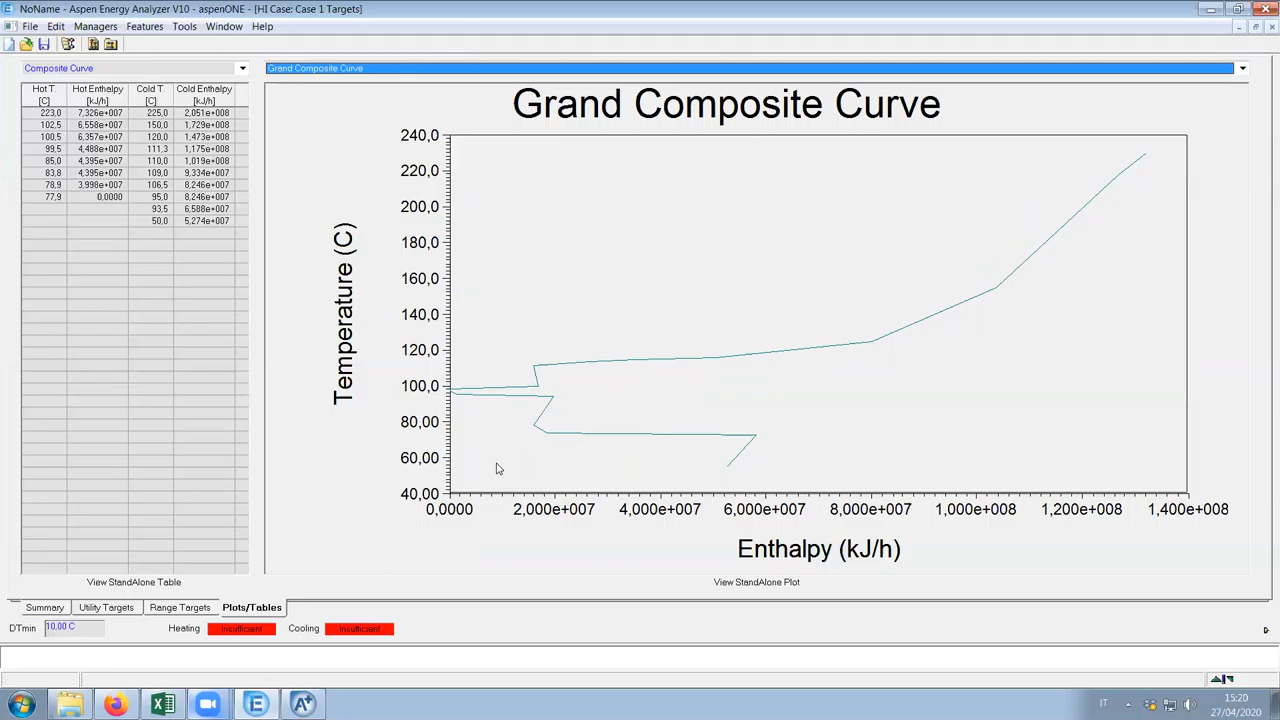 NoName - Aspen Energy Analyzer V10 - aspenONE - [HI Case: Case 1 Targets]
File Edit Managers Features Tools Window Help
Composite Curve
Grand Composite Curve
Hot T. Hot Enthalpy Cold T. Cold Enthalpy
[C] [kJ/h] [C] [kJ/h]
223,0 7,326e+007 225,0 2,051e+008
102,5 6,558e+007 150,0 1,729e+008
100,5 6,357e+007 120,0 1,473e+008
99,5 4,488e+007 111,3 1,175e+008
85,0 4,395e+007 110,0 1,019e+008
83,8 4,395e+007 109,0 9,334e+007
78,9 3,998e+007 106,5 8,246e+007
77,9 0,0000 95,0 8,246e+007
93,5 6,588e+007
50,0 5,274e+007
View StandAlone Table
Grand Composite Curve
Temperature (C)
240,0
220,0
200,0
180,0
160,0
140,0
120,0
100,0
80,00
60,00
40,00
0,0000 2,000e+007 4,000e+007 6,000e+007 8,000e+007 1,000e+008 1,200e+008 1,400e+008
Enthalpy (kJ/h)
View StandAlone Plot
Summary Utility Targets Range Targets Plots/Tables
DTmin 10.00 C Heating Insufficient Cooling Insufficient
IT
15:20
27/04/2020